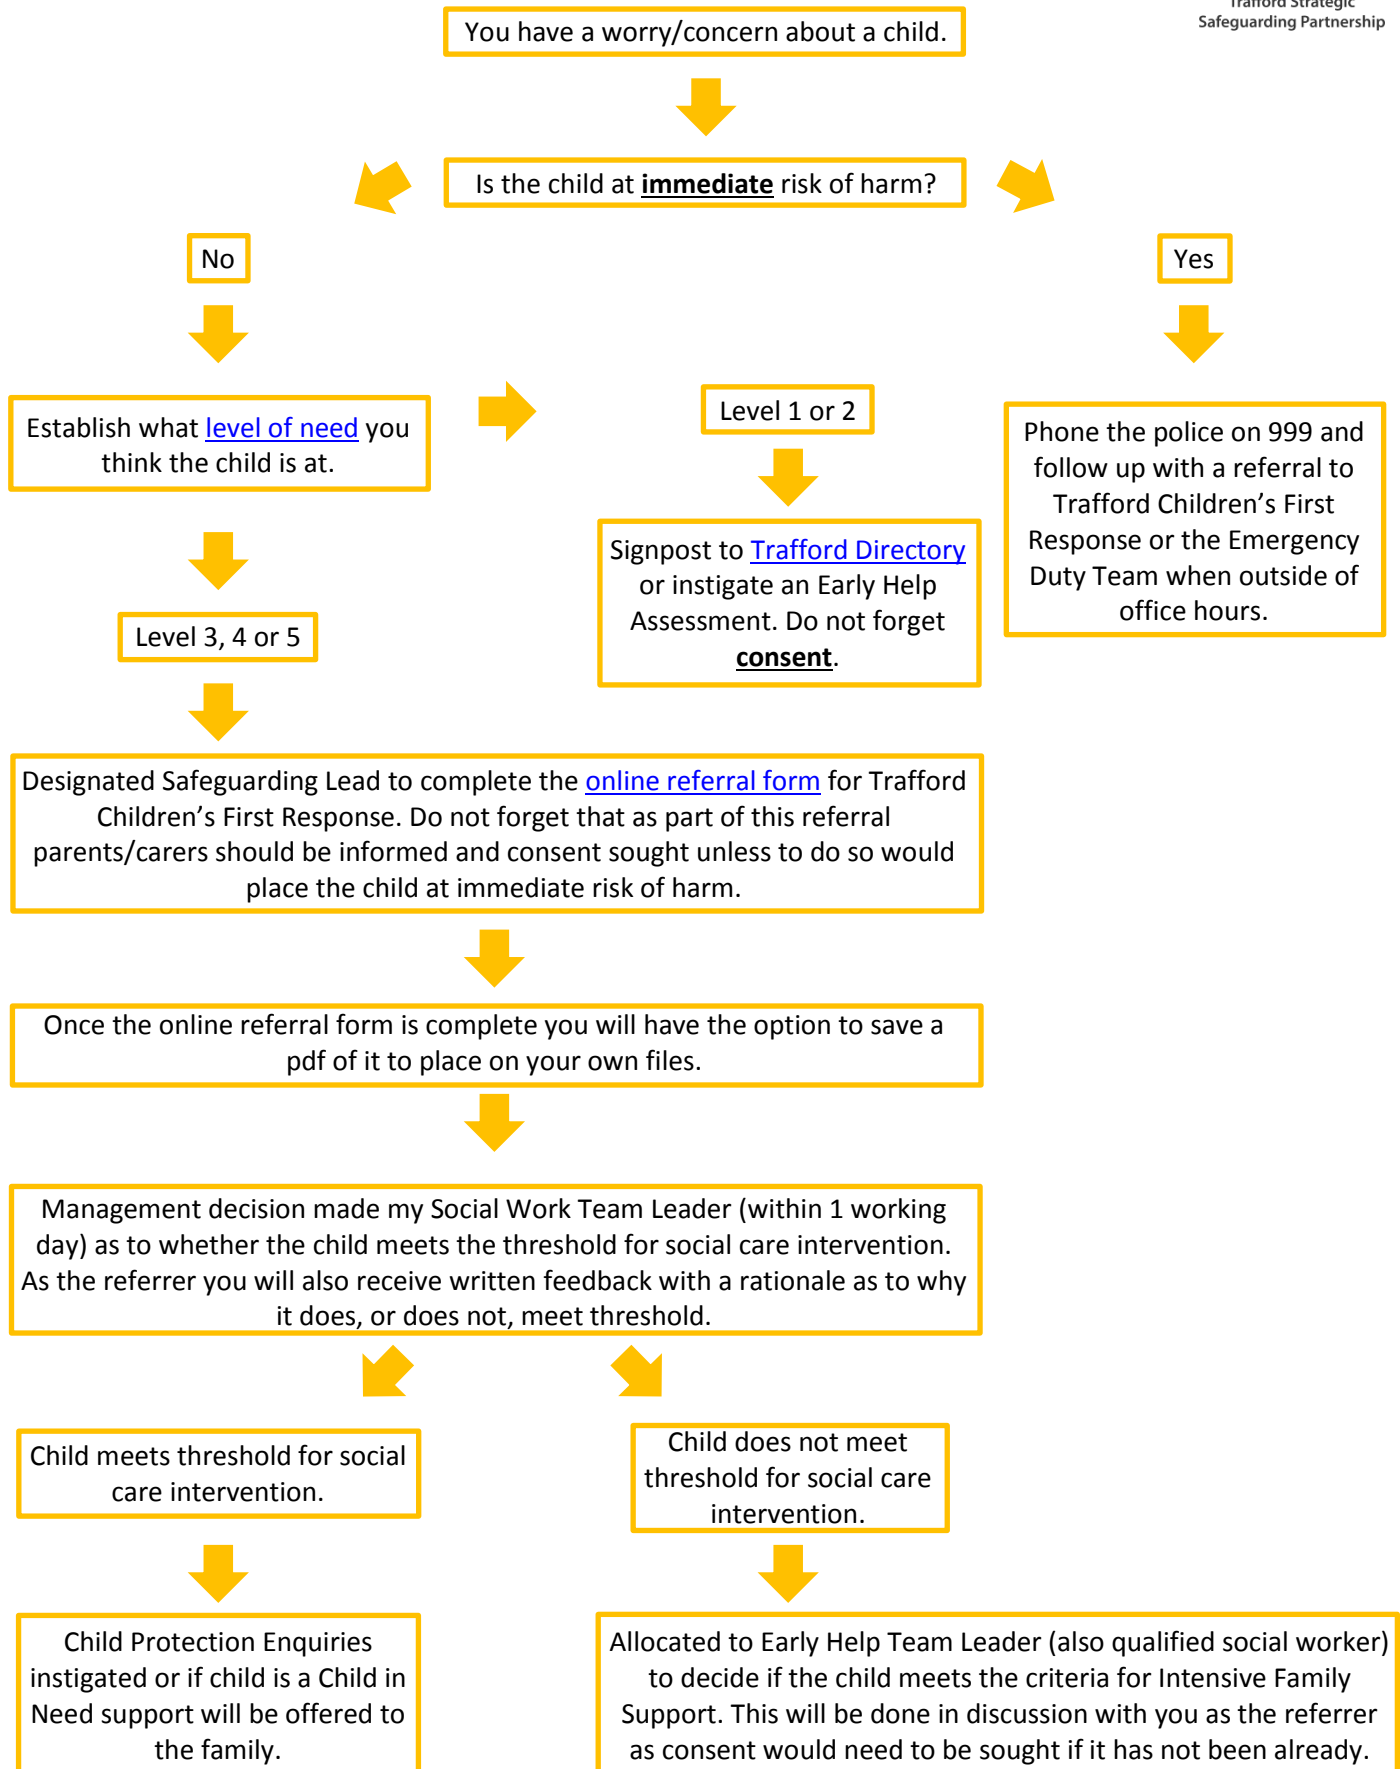 Trafford Strategic
Safeguarding Partnership
You have a worry/concern about a child.
Is the child at immediate risk of harm?
No
Yes
Establish what level of need you
think the child is at.
Level 1 or 2
Phone the police on 999 and
follow up with a referral to
Trafford Children’s First
Response or the Emergency
Duty Team when outside of
office hours.
Signpost to Trafford Directory
or instigate an Early Help
Assessment. Do not forget
consent.
Level 3, 4 or 5
Designated Safeguarding Lead to complete the online referral form for Trafford
Children’s First Response. Do not forget that as part of this referral
parents/carers should be informed and consent sought unless to do so would
place the child at immediate risk of harm.
Once the online referral form is complete you will have the option to save a
pdf of it to place on your own files.
Management decision made my Social Work Team Leader (within 1 working
day) as to whether the child meets the threshold for social care intervention.
As the referrer you will also receive written feedback with a rationale as to why
it does, or does not, meet threshold.
Child meets threshold for social
care intervention.
Child does not meet
threshold for social care
intervention.
Child Protection Enquiries
instigated or if child is a Child in
Need support will be offered to
the family.
Allocated to Early Help Team Leader (also qualified social worker)
to decide if the child meets the criteria for Intensive Family
Support. This will be done in discussion with you as the referrer
as consent would need to be sought if it has not been already.